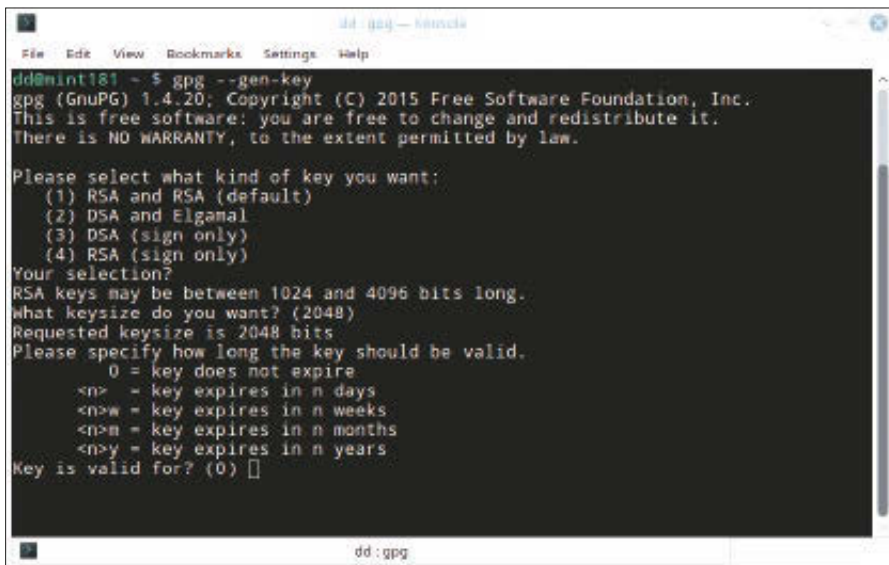 dd : gpg — Konsole
File Edit View Bookmarks Settings Help
dd@mint181 ~ $ gpg --gen-key
gpg (GnuPG) 1.4.20; Copyright (C) 2015 Free Software Foundation, Inc.
This is free software: you are free to change and redistribute it.
There is NO WARRANTY, to the extent permitted by law.
Please select what kind of key you want:
(1) RSA and RSA (default)
(2) DSA and Elgamal
(3) DSA (sign only)
(4) RSA (sign only)
Your selection?
RSA keys may be between 1024 and 4096 bits long.
What keysize do you want? (2048)
Requested keysize is 2048 bits
Please specify how long the key should be valid.
0 = key does not expire
<n> = key expires in n days
<n>w = key expires in n weeks
<n>m = key expires in n months
<n>y = key expires in n years
Key is valid for? (0)
dd : gpg